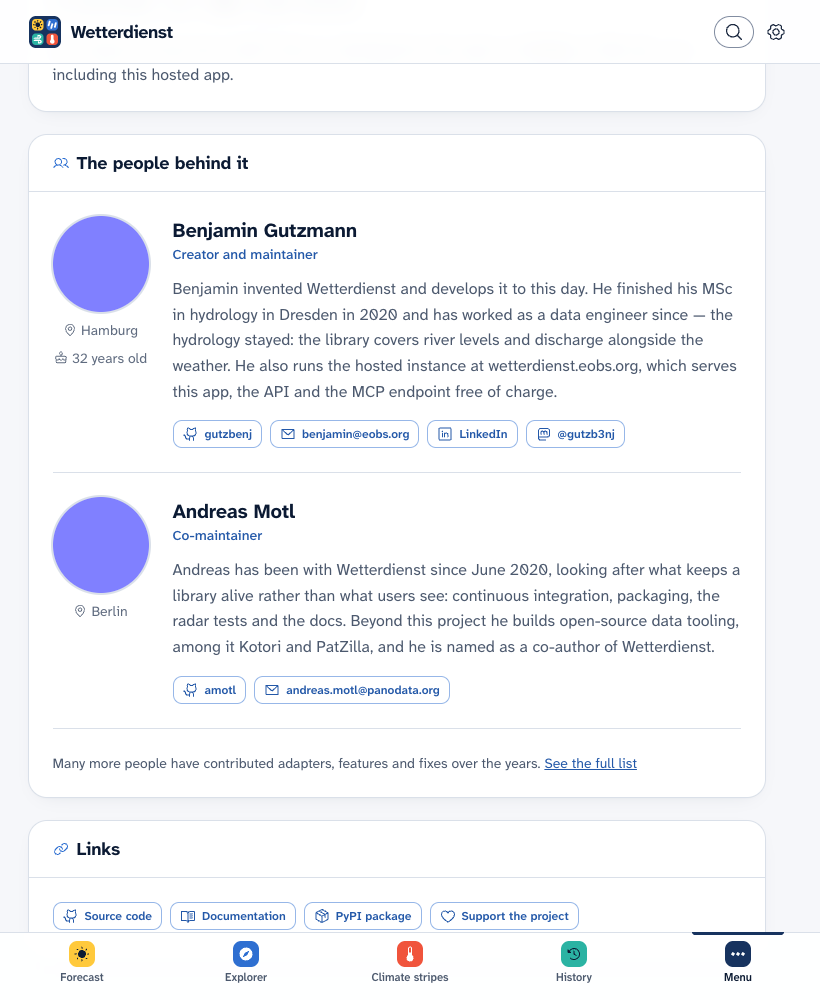 Wetterdienst
including this hosted app.
The people behind it
Benjamin Gutzmann
Creator and maintainer
Benjamin invented Wetterdienst and develops it to this day. He finished his MSc
in hydrology in Dresden in 2020 and has worked as a data engineer since — the
hydrology stayed: the library covers river levels and discharge alongside the
weather. He also runs the hosted instance at wetterdienst.eobs.org, which serves
this app, the API and the MCP endpoint free of charge.
Hamburg
32 years old
gutzbenj
benjamin@eobs.org
LinkedIn
@gutzb3nj
Andreas Motl
Co-maintainer
Andreas has been with Wetterdienst since June 2020, looking after what keeps a
library alive rather than what users see: continuous integration, packaging, the
radar tests and the docs. Beyond this project he builds open-source data tooling,
among it Kotori and PatZilla, and he is named as a co-author of Wetterdienst.
Berlin
amotl
andreas.motl@panodata.org
Many more people have contributed adapters, features and fixes over the years. See the full list
Links
Source code
Documentation
PyPI package
Support the project
Forecast
Explorer
Climate stripes
History
Menu